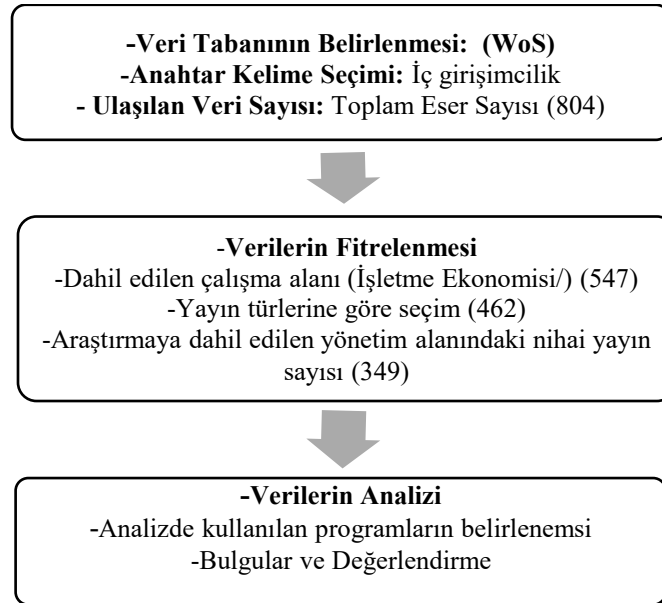 -Veri Tabanının Belirlenmesi: (WoS)
-Anahtar Kelime Seçimi: İç girişimcilik
- Ulaşılan Veri Sayısı: Toplam Eser Sayısı (804)
-Verilerin Fitrelenmesi
-Dahil edilen çalışma alanı (İşletme Ekonomisi/) (547)
-Yayın türlerine göre seçim (462)
-Araştırmaya dahil edilen yönetim alanındaki nihai yayın
sayısı (349)
-Verilerin Analizi
-Analizde kullanılan programların belirlenemsi
-Bulgular ve Değerlendirme